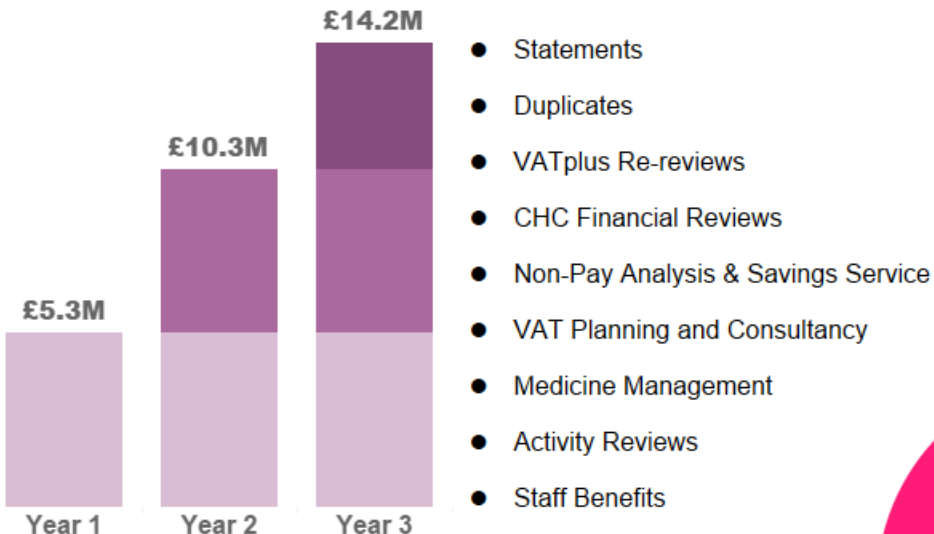 £14.2M
£10.3M
£5.3M
Year 1
Year 2
Year 3
● Statements
● Duplicates
● VATplus Re-reviews
● CHC Financial Reviews
● Non-Pay Analysis & Savings Service
● VAT Planning and Consultancy
● Medicine Management
● Activity Reviews
● Staff Benefits